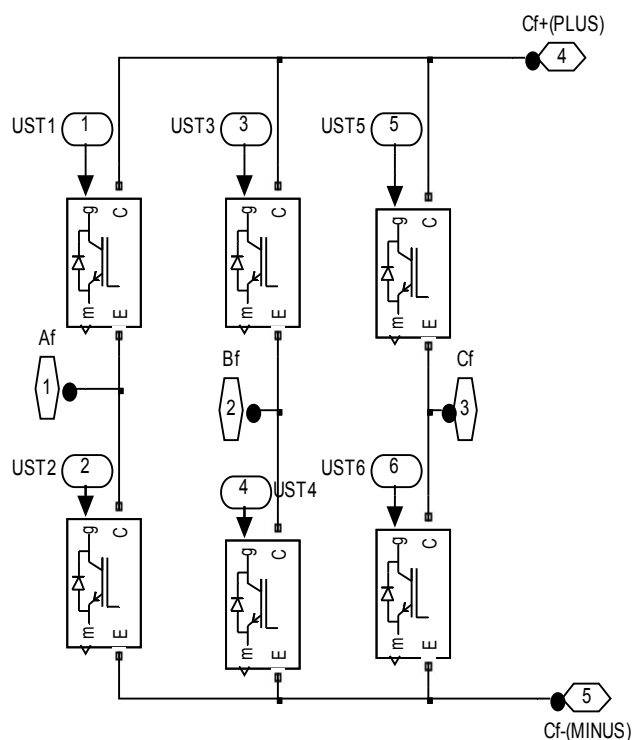 Cf+(PLUS)
4
UST1
1
UST3
3
UST5
5
g
C
m
E
g
C
m
E
g
C
m
E
Af
1
Bf
2
Cf
3
UST2
2
4
UST4
UST6
6
g
C
m
E
g
C
m
E
g
C
m
E
5
Cf-(MINUS)